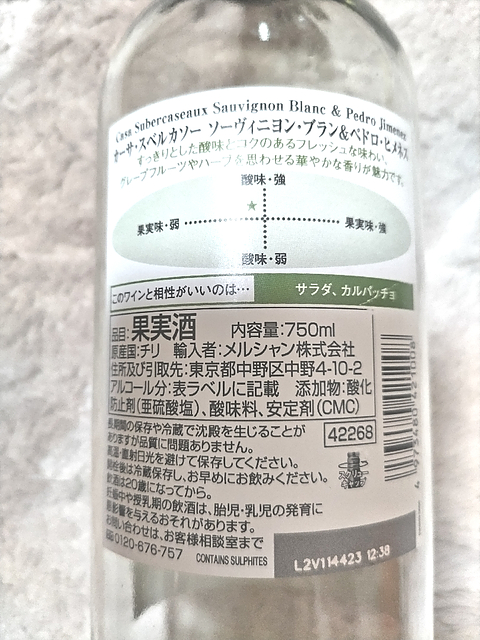 Casa Subercaseaux Sauvignon Blanc & Pedro Jimenez
カーサ・スベルカソー ソーヴィニヨン・ブラン&ペドロ・ヒメネス
すっきりとした酸味とコクのあるフレッシュな味わい。
グレープフルーツやハーブを思わせる華やかな香りが魅力です。
酸味・強
果実味・弱 果実味・強
酸味・弱
このワインと相性がいいのは… サラダ、カルパッチョ
品目:果実酒 内容量:750ml
原産国:チリ 輸入者:メルシャン株式会社
住所及び引取先:東京都中野区中野4-10-2
アルコール分:表ラベルに記載 添加物:酸化
防止剤(亜硫酸塩)、酸味料、安定剤(CMC)
長期間の保存や冷蔵で沈殿を生じることが
ありますが品質に問題ありません。
42268
高温・直射日光を避けて保存してください。
開栓後は冷蔵保存し、お早めにお飲みください。
スクリュー
キャップ
飲酒は20歳になってから。
妊娠中や授乳期の飲酒は、胎児・乳児の発育に
悪影響を与えるおそれがあります。
お問い合わせは、お客様相談室まで
0120-676-757 CONTAINS SULPHITES
L2V114423 12:38